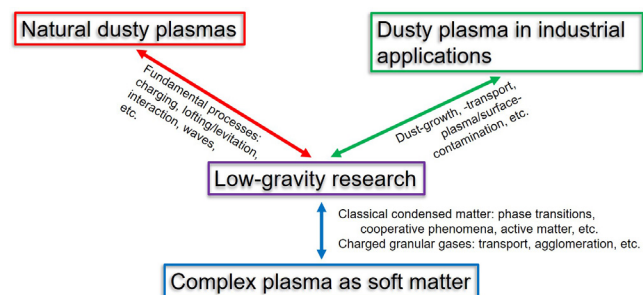 Natural dusty plasmas
Dusty plasma in industrial
applications
Fundamental processes:
charging, lofting/levitation,
interaction, waves,
etc.
Dust-growth, -transport,
plasma/surface-
contamination, etc.
Low-gravity research
Classical condensed matter: phase transitions,
cooperative phenomena, active matter, etc.
Charged granular gases: transport, agglomeration, etc.
Complex plasma as soft matter